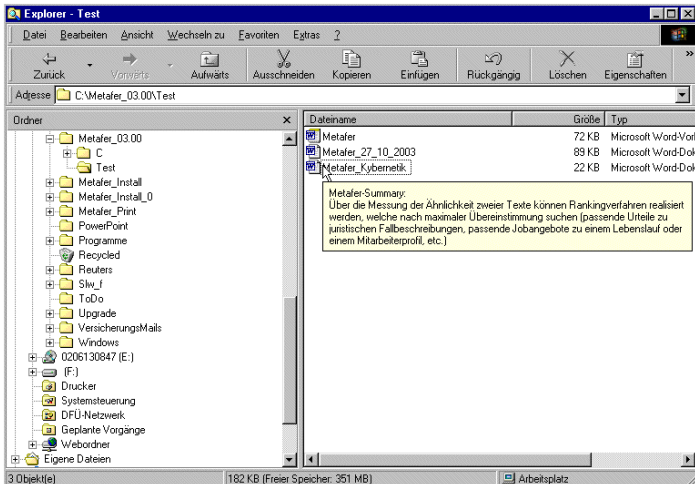 Explorer - Test
Datei Bearbeiten Ansicht Wechseln zu Favoriten Extras ?
Zurück Vorwärts Aufwärts Ausschneiden Kopieren Einfügen Rückgängig Löschen Eigenschaften »
Adresse C:\Metafer_03.00\Test
Ordner
Metafer_03.00
C
Test
Metafer_Install
Metafer_Install_0
Metafer_Print
PowerPoint
Programme
Recycled
Reuters
Slw_f
ToDo
Upgrade
VersicherungsMails
Windows
0206130847 (E:)
(F:)
Drucker
Systemsteuerung
DFÜ-Netzwerk
Geplante Vorgänge
Webordner
Eigene Dateien
Dateiname Größe Typ
Metafer 72 KB Microsoft Word-Vorl
Metafer_27_10_2003 89 KB Microsoft Word-Dok
Metafer_Kybernetik 22 KB Microsoft Word-Dok
Metafer-Summary:
Über die Messung der Ähnlichkeit zweier Texte können Rankingverfahren realisiert
werden, welche nach maximaler Übereinstimmung suchen (passende Urteile zu
juristischen Fallbeschreibungen, passende Jobangebote zu einem Lebenslauf oder
einem Mitarbeiterprofil, etc.)
3 Objekt(e) 182 KB (Freier Speicher: 351 MB) Arbeitsplatz